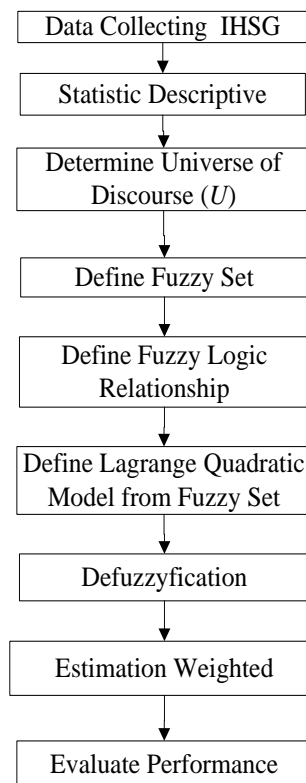 Data Collecting IHSG
Statistic Descriptive
Determine Universe of
Discourse (U)
Define Fuzzy Set
Define Fuzzy Logic
Relationship
Define Lagrange Quadratic
Model from Fuzzy Set
Defuzzyfication
Estimation Weighted
Evaluate Performance